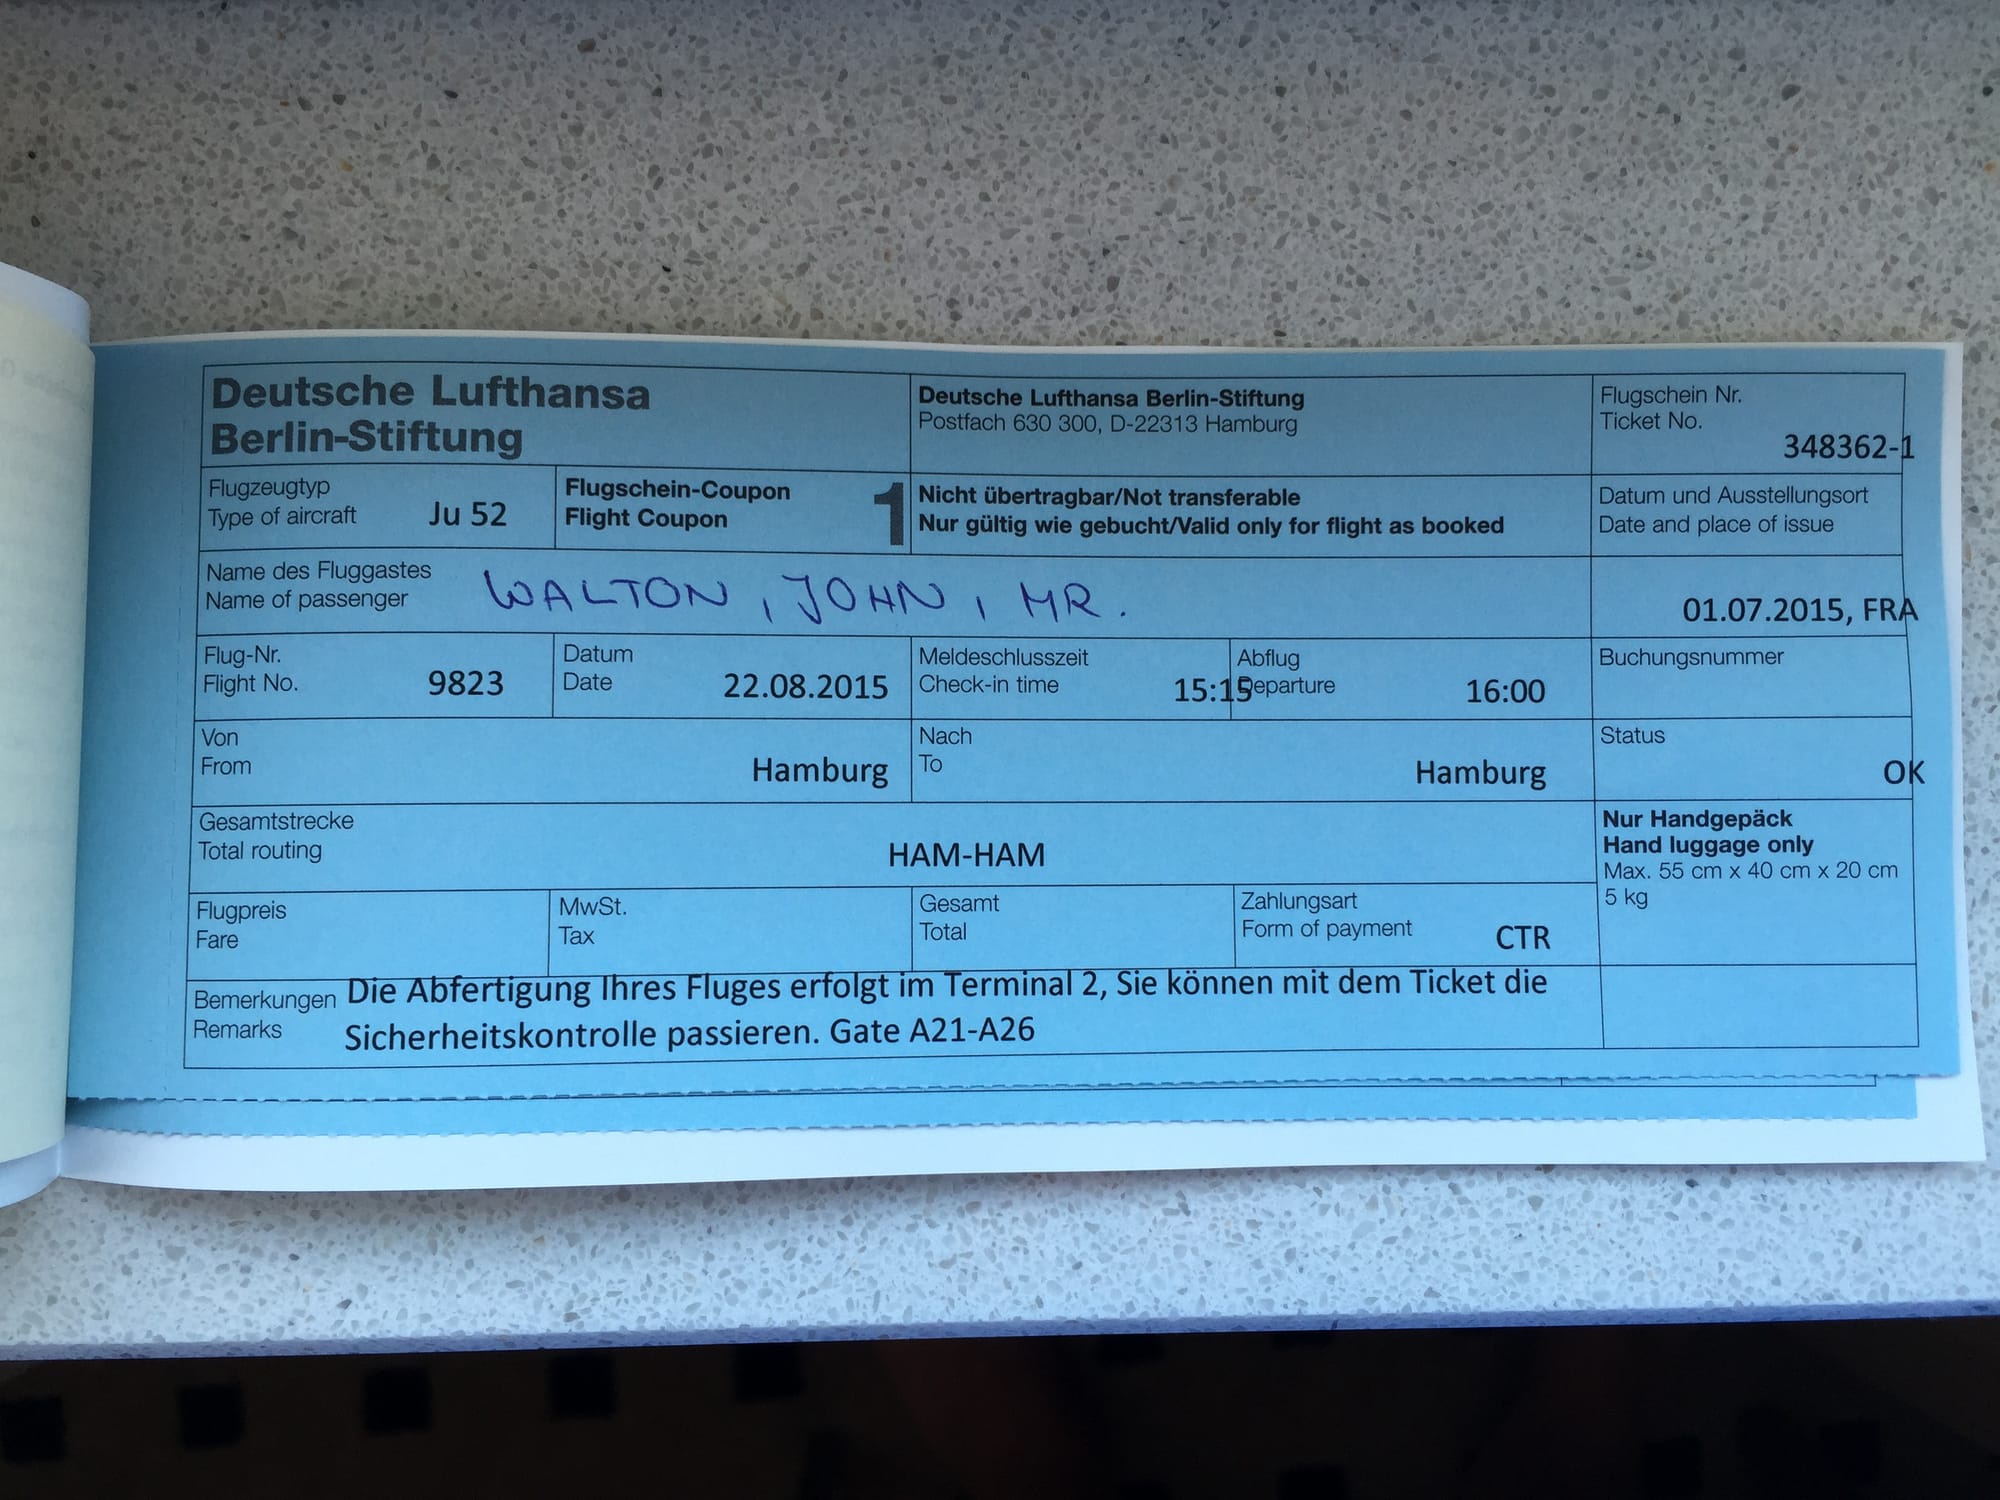 Deutsche Lufthansa
Berlin-Stiftung
Deutsche Lufthansa Berlin-Stiftung
Postfach 630 300, D-22313 Hamburg
Flugschein Nr.
Ticket No.
348362-1
Flugzeugtyp
Type of aircraft
Ju 52
Flugschein-Coupon
Flight Coupon
1
Nicht übertragbar/Not transferable
Nur gültig wie gebucht/Valid only for flight as booked
Datum und Ausstellungsort
Date and place of issue
01.07.2015, FRA
Name des Fluggastes
Name of passenger
WALTON, JOHN, MR.
Flug-Nr.
Flight No.
9823
Datum
Date
22.08.2015
Meldeschlusszeit
Check-in time
15:15
Abflug
Departure
16:00
Buchungsnummer
Von
From
Hamburg
Nach
To
Hamburg
Status
OK
Gesamtstrecke
Total routing
HAM-HAM
Nur Handgepäck
Hand luggage only
Max. 55 cm x 40 cm x 20 cm
5 kg
Flugpreis
Fare
MwSt.
Tax
Gesamt
Total
Zahlungsart
Form of payment
CTR
Bemerkungen
Remarks
Die Abfertigung Ihres Fluges erfolgt im Terminal 2, Sie können mit dem Ticket die
Sicherheitskontrolle passieren. Gate A21-A26